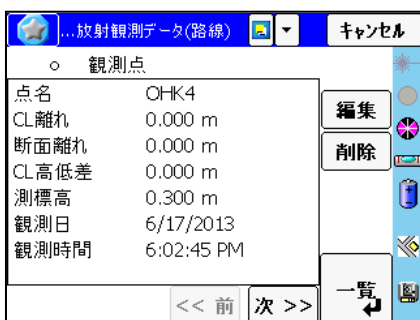 ...放射観測データ(路線) キャンセル
○ 観測点
点名 OHK4
CL離れ 0.000 m
断面離れ 0.000 m
CL高低差 0.000 m
測標高 0.300 m
観測日 6/17/2013
観測時間 6:02:45 PM
編集
削除
<< 前 次 >> 一覧